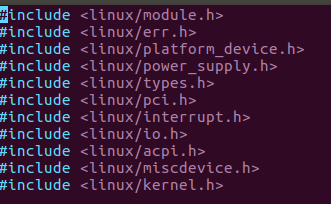 #include <linux/module.h>
#include <linux/err.h>
#include <linux/platform_device.h>
#include <linux/power_supply.h>
#include <linux/types.h>
#include <linux/pci.h>
#include <linux/interrupt.h>
#include <linux/io.h>
#include <linux/acpi.h>
#include <linux/miscdevice.h>
#include <linux/kernel.h>